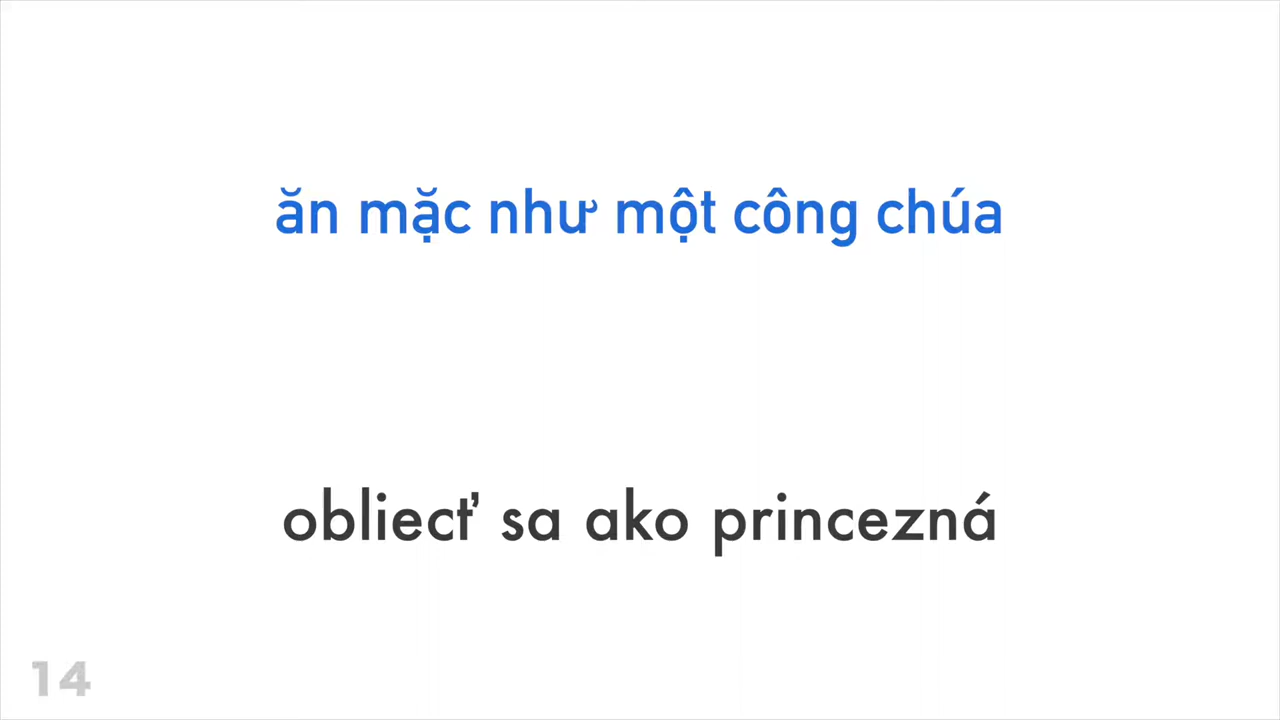 ăn mặc như một công chúa
obliecť sa ako princezná
14